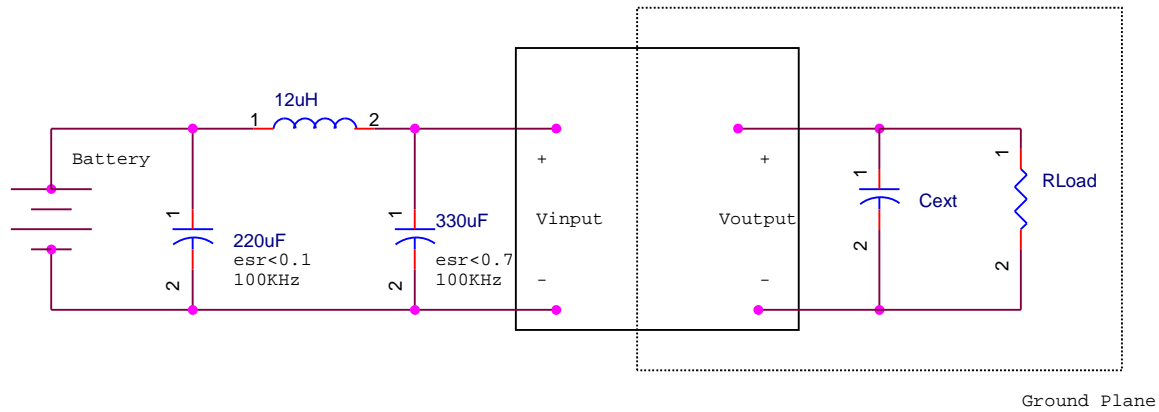 12uH
1
2
Battery
1
220uF
esr<0.1
100KHz
2
1
330uF
esr<0.7
100KHz
2
+
Vinput
-
+
Voutput
-
1
Cext
2
1
RLoad
2
Ground Plane